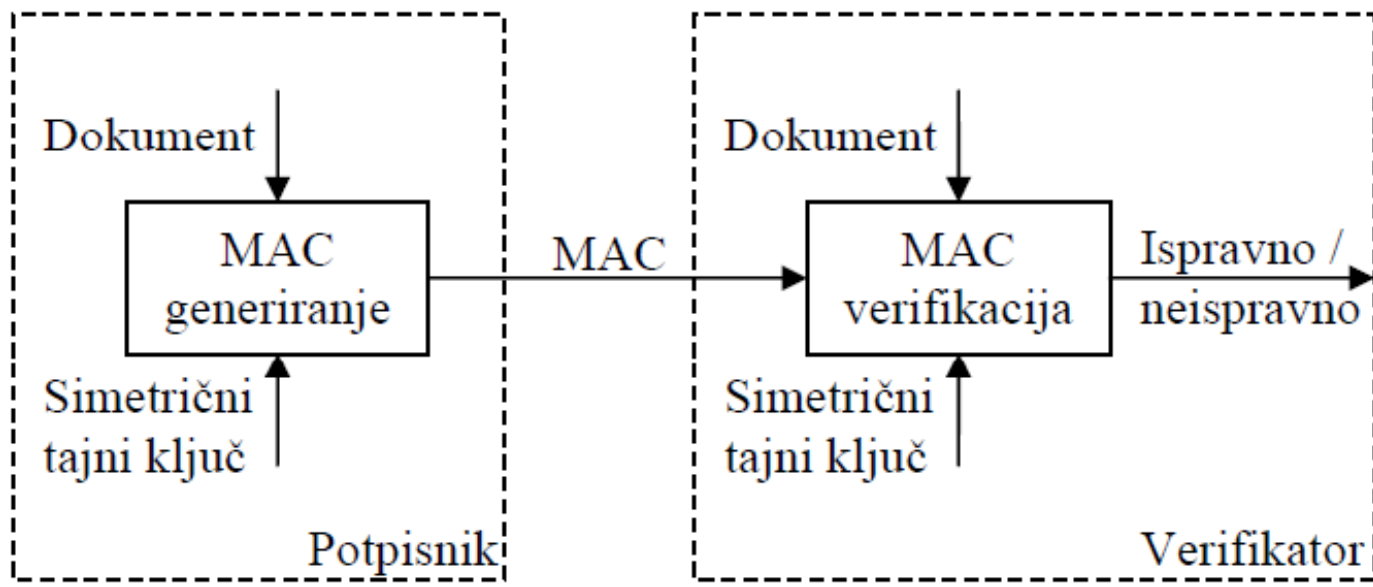 Dokument
MAC
generiranje
Simetrični
tajni ključ
Potpisnik
MAC
Dokument
MAC
verifikacija
Simetrični
tajni ključ
Ispravno /
neispravno
Verifikator